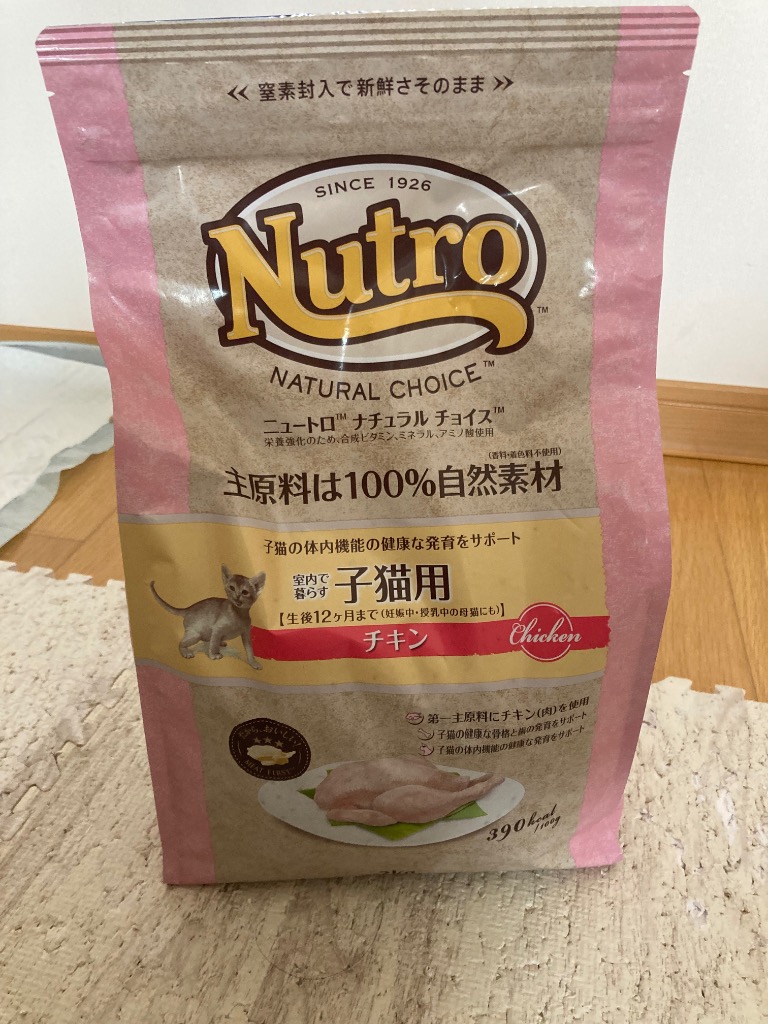 窒素封入で新鮮さそのまま
SINCE 1926
Nutro™
NATURAL CHOICE™
ニュートロ™ ナチュラル チョイス™
栄養強化のため、合成ビタミン、ミネラル、アミノ酸使用
(香料・着色料不使用)
主原料は100%自然素材
子猫の体内機能の健康な発育をサポート
室内で
暮らす
子猫用
【生後12ヶ月まで(妊娠中・授乳中の母猫にも)】
チキン
Chicken
第一主原料にチキン(肉)を使用
子猫の健康な骨格と歯の発育をサポート
子猫の体内機能の健康な発育をサポート
MEAT FIRST
390kcal
/100g